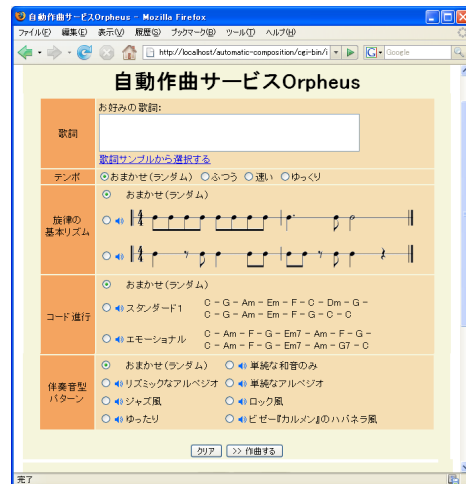 自動作曲サービスOrpheus - Mozilla Firefox
ファイル(F) 編集(E) 表示(V) 履歴(S) ブックマーク(B) ツール(T) ヘルプ(H)
http://localhost/automatic-composition/cgi-bin/i
Google
自動作曲サービスOrpheus
お好みの歌詞:
歌詞
歌詞サンプルから選択する
テンポ
おまかせ(ランダム) ふつう 速い ゆっくり
おまかせ(ランダム)
旋律の
基本リズム
おまかせ(ランダム)
コード進行
スタンダード1
C - G - Am - Em - F - C - Dm - G -
C - G - Am - Em - F - G - C - C
エモーショナル
C - Am - F - G - Em7 - Am - F - G -
C - Am - F - G - Em - Am - G7 - C
伴奏音型
パターン
おまかせ(ランダム) 単純な和音のみ
リズミックなアルペジオ 単純なアルペジオ
ジャズ風 ロック風
ゆったり ビゼー『カルメン』のハバネラ風
クリア >> 作曲する
完了